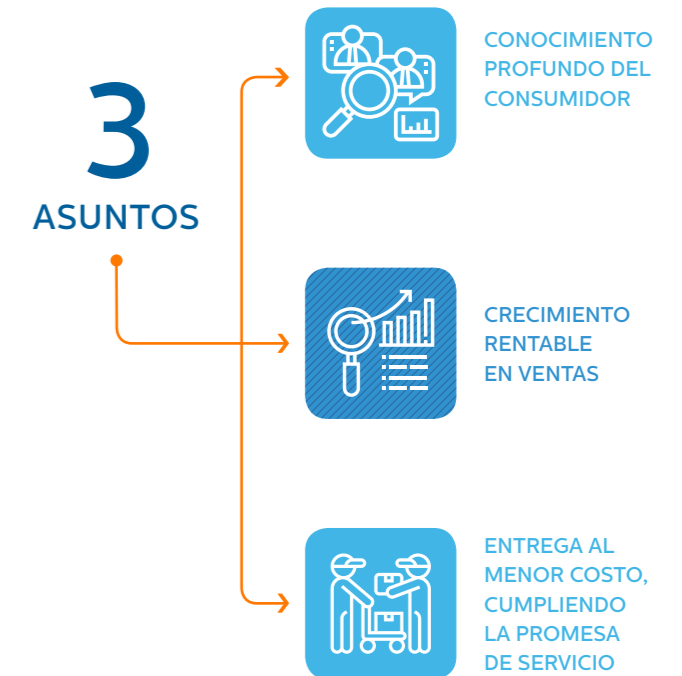 3
ASUNTOS
CONOCIMIENTO
PROFUNDO DEL
CONSUMIDOR
CRECIMIENTO
RENTABLE
EN VENTAS
ENTREGA AL
MENOR COSTO,
CUMPLIENDO
LA PROMESA
DE SERVICIO